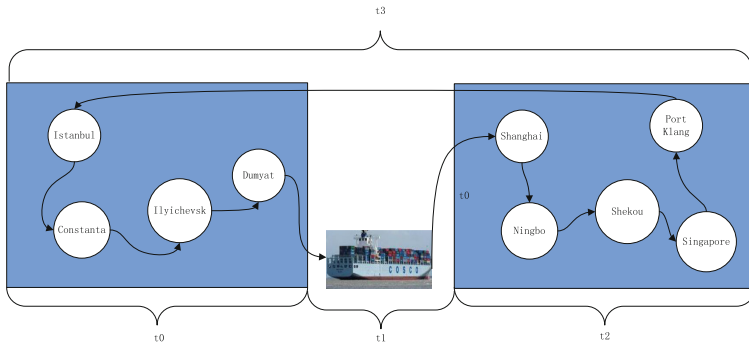 t3
Istanbul
Port
Klang
Shanghai
Dumyat
t0
Ilyichevsk
Shekou
Constanta
Ningbo
Singapore
COSCO
t0
t1
t2